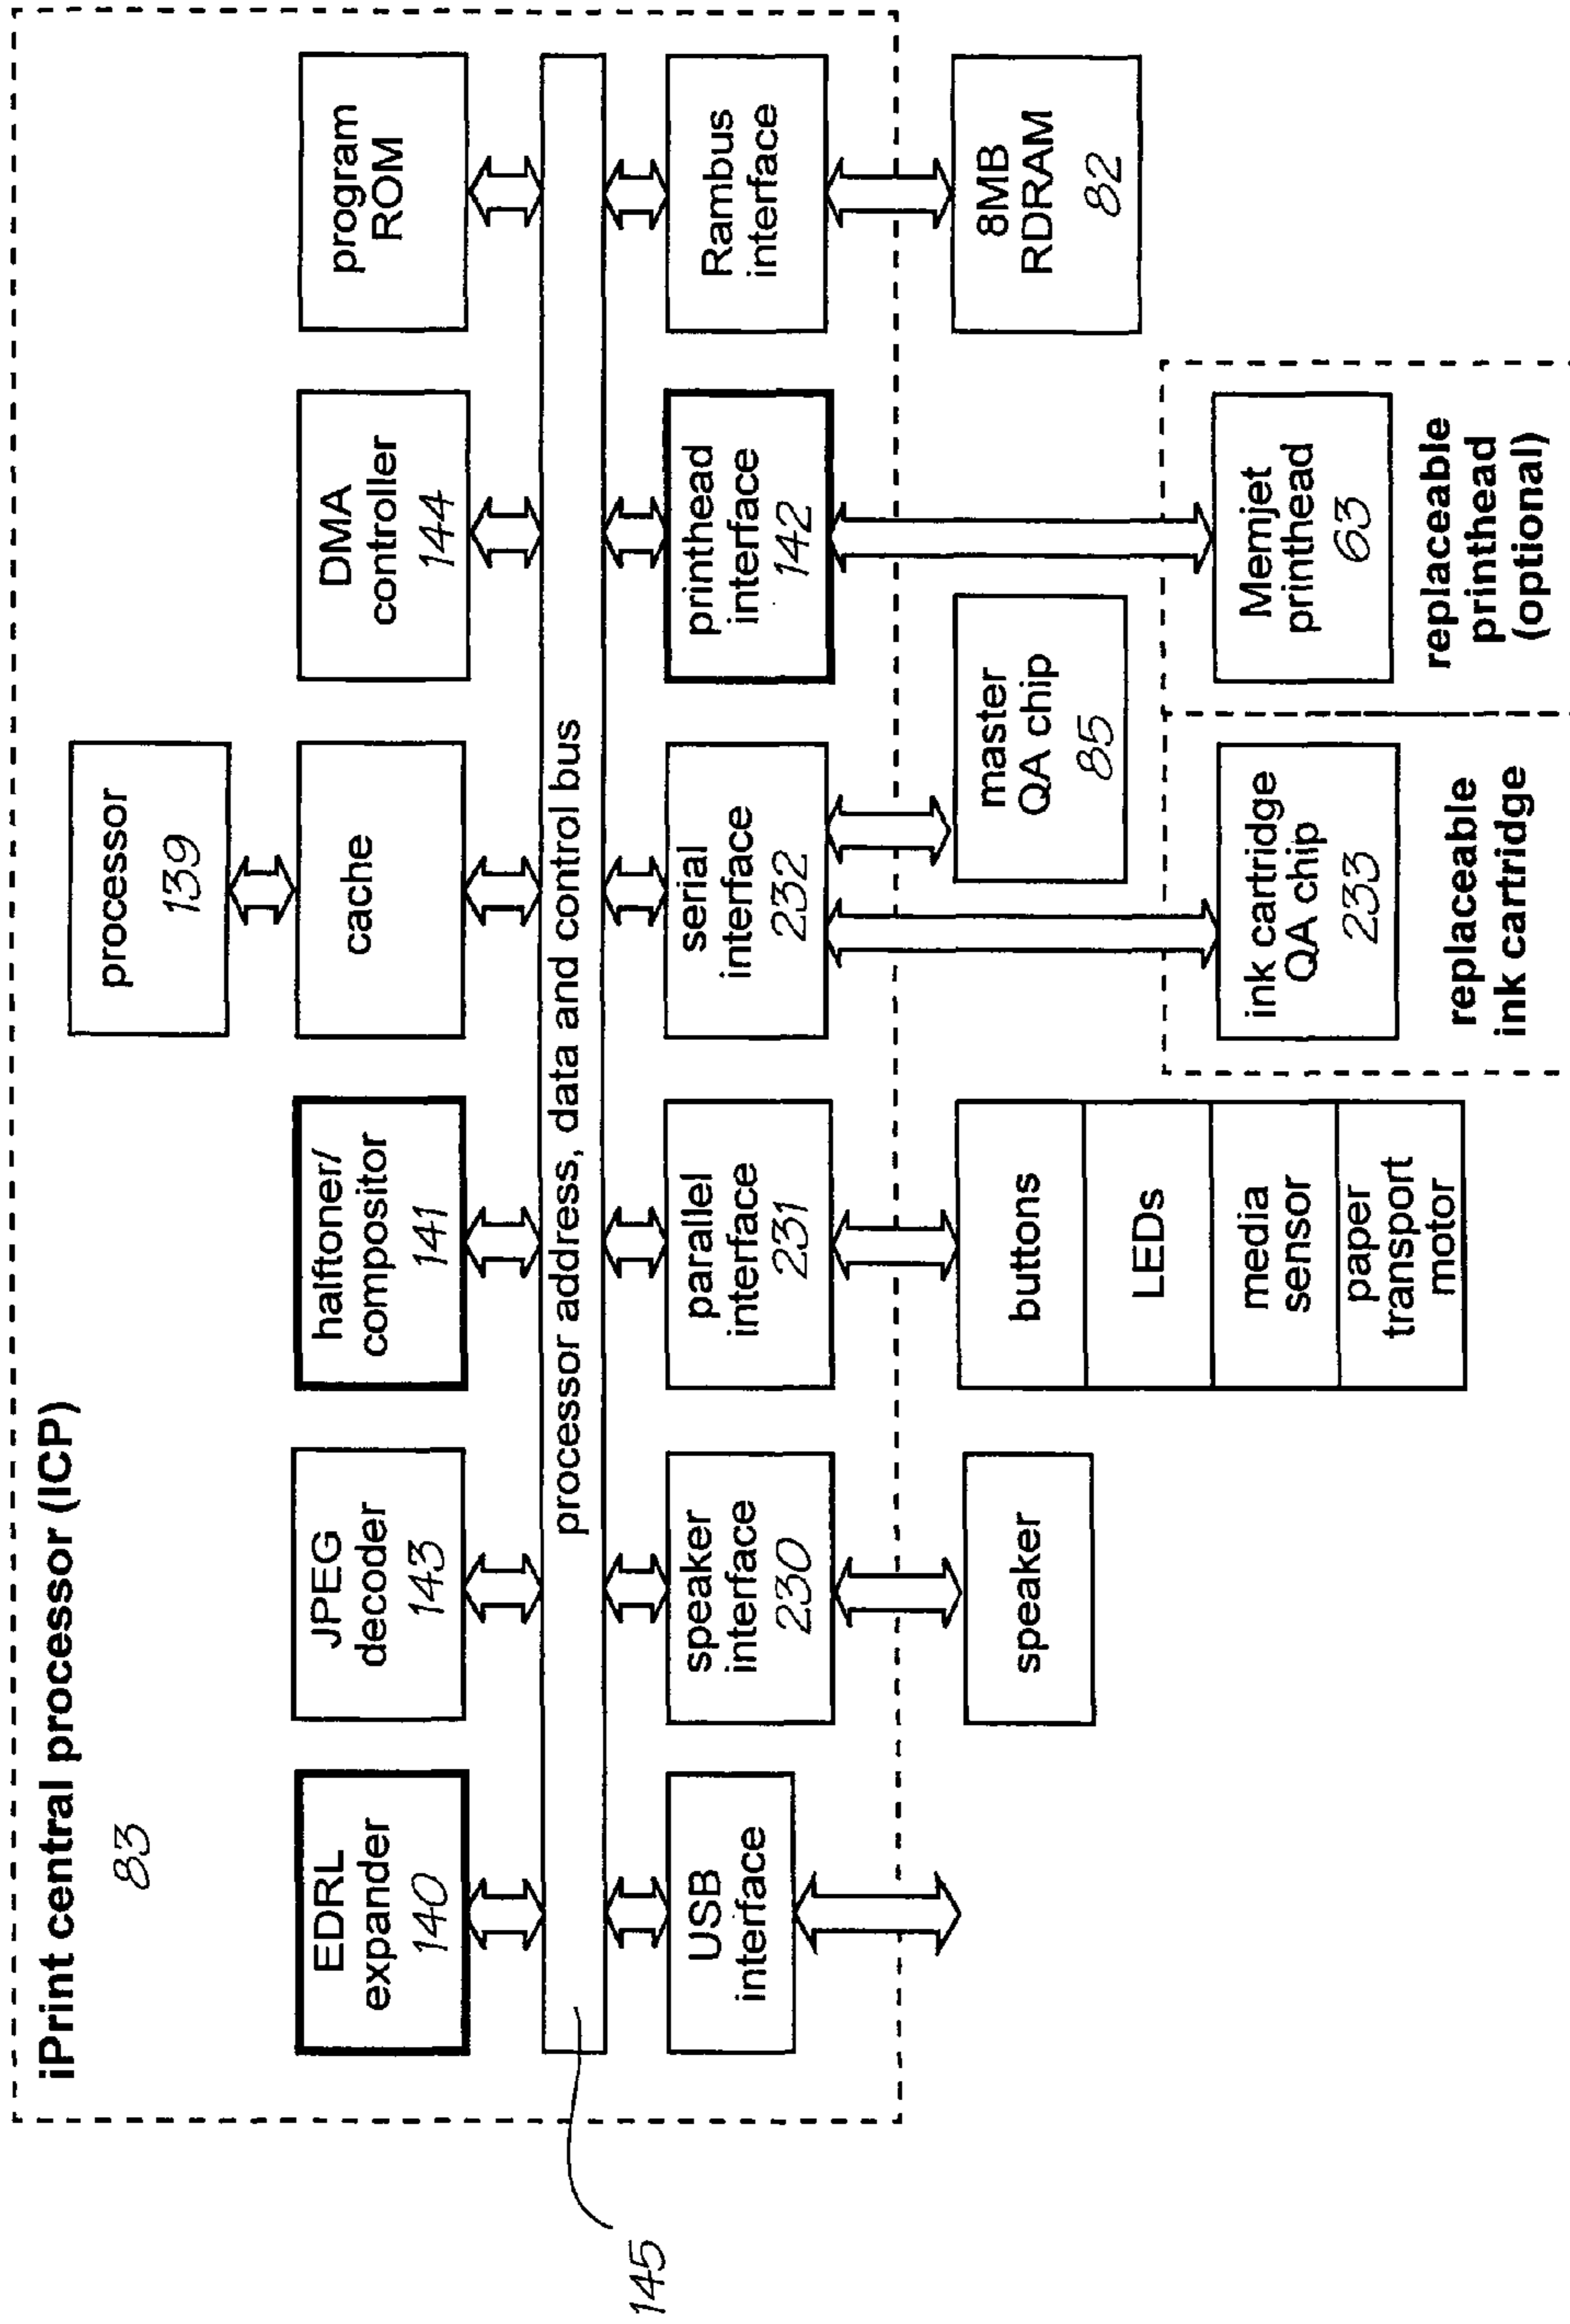 iPrint central processor (ICP)
83
processor
139
EDRL
expander
140
JPEG
decoder
143
halftoner/
compositor
141
cache
DMA
controller
144
program
ROM
processor address, data and control bus
145
USB
interface
speaker
interface
230
parallel
interface
231
serial
interface
232
printhead
interface
142
Rambus
interface
speaker
buttons
LEDs
media
sensor
paper
transport
motor
master
QA chip
85
8MB
RDRAM
82
ink cartridge
QA chip
233
replaceable
ink cartridge
Memjet
printhead
63
replaceable
printhead
(optional)